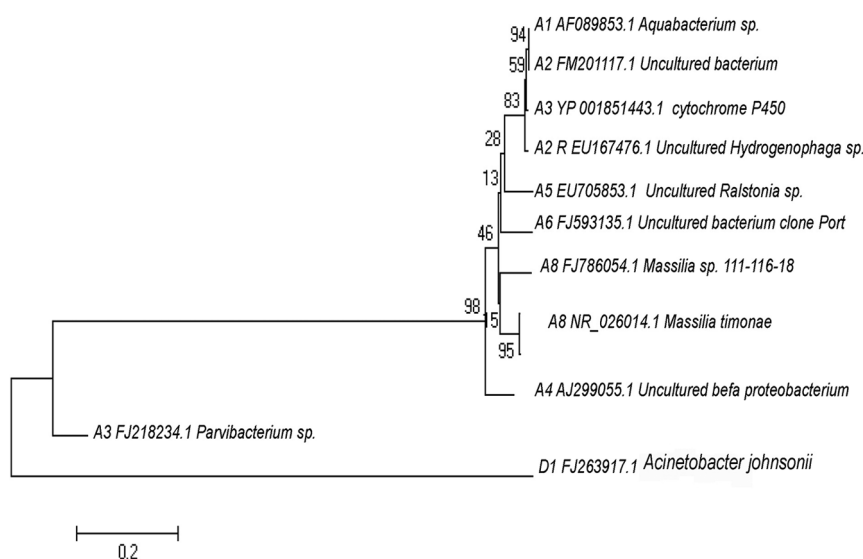 A1 AF089853.1 Aquabacterium sp.
94
59
A2 FM201117.1 Uncultured bacterium
83
A3 YP 001851443.1 cytochrome P450
28
A2 R EU167476.1 Uncultured Hydrogenophaga sp.
13
A5 EU705853.1 Uncultured Ralstonia sp.
A6 FJ593135.1 Uncultured bacterium clone Port
46
A8 FJ786054.1 Massilia sp. 111-116-18
98
15
A8 NR_026014.1 Massilia timonae
95
A4 AJ299055.1 Uncultured befa proteobacterium
A3 FJ218234.1 Parvibacterium sp.
D1 FJ263917.1 Acinetobacter johnsonii
0.2